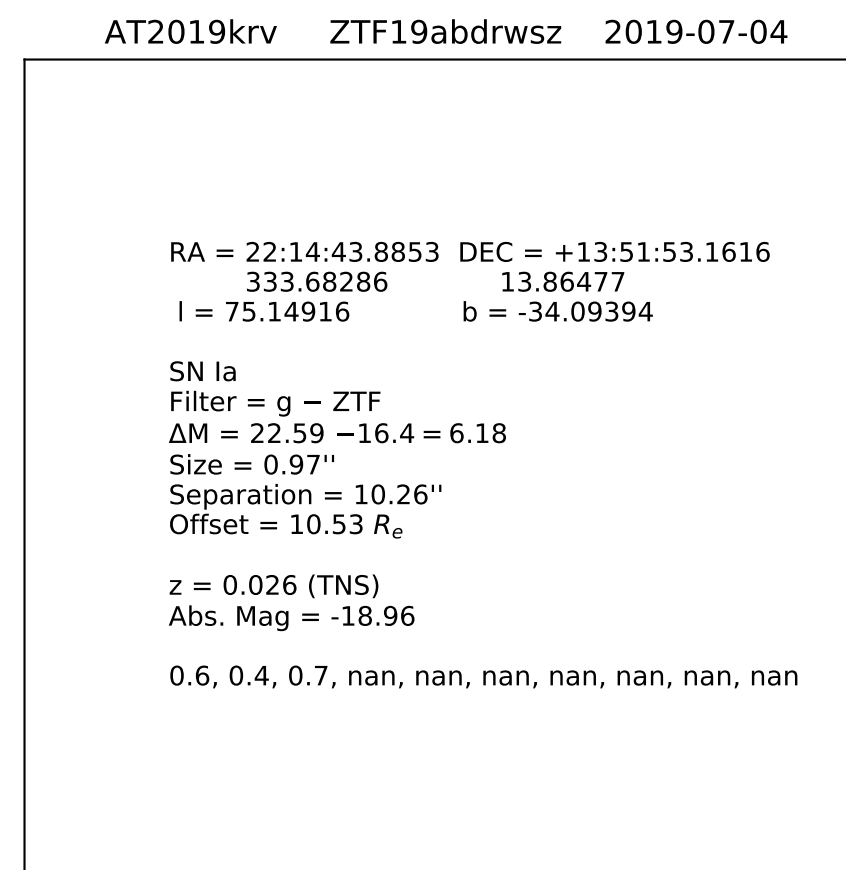 AT2019krv ZTF19abdrwsz 2019-07-04
RA = 22:14:43.8853 DEC = +13:51:53.1616
333.68286 13.86477
l = 75.14916 b = -34.09394
SN Ia
Filter = g − ZTF
ΔM = 22.59 −16.4 = 6.18
Size = 0.97''
Separation = 10.26''
Offset = 10.53 Rₑ
z = 0.026 (TNS)
Abs. Mag = -18.96
0.6, 0.4, 0.7, nan, nan, nan, nan, nan, nan, nan